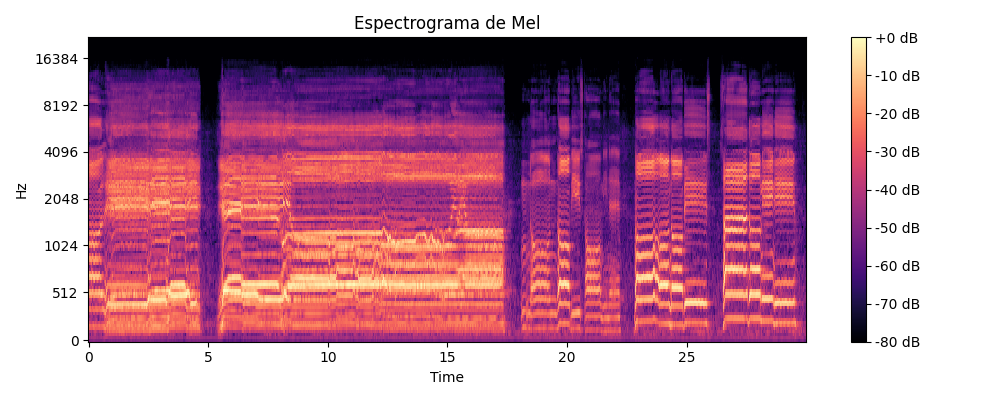 Espectrograma de Mel
Hz
16384
8192
4096
2048
1024
512
0
0 5 10 15 20 25
Time
+0 dB
-10 dB
-20 dB
-30 dB
-40 dB
-50 dB
-60 dB
-70 dB
-80 dB